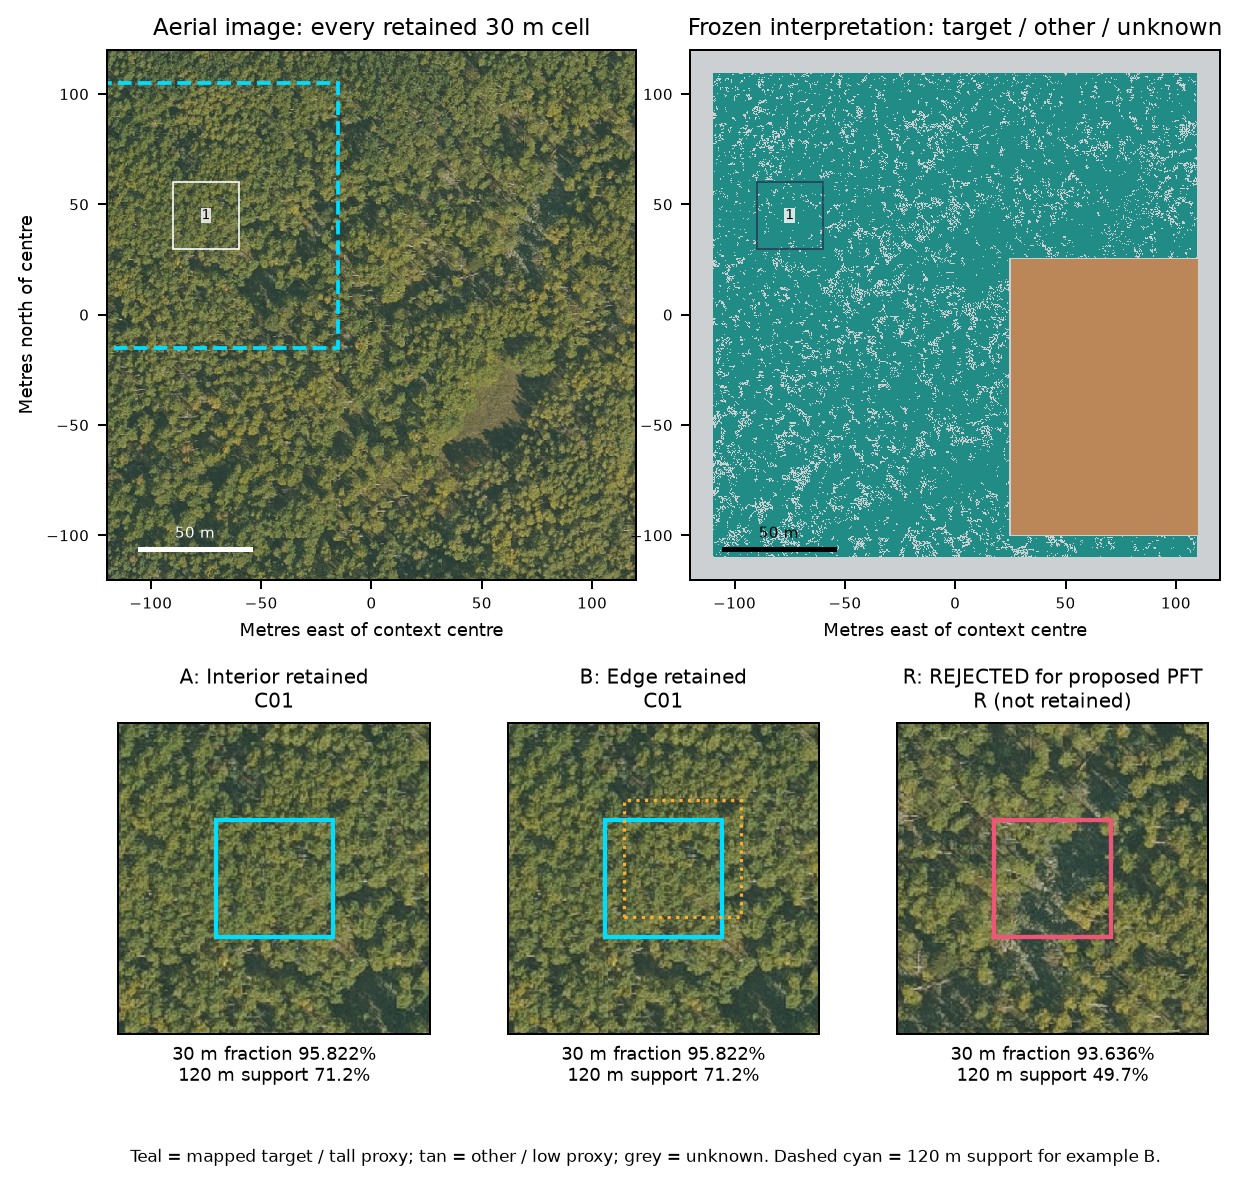 Aerial image: every retained 30 m cell
Frozen interpretation: target / other / unknown
Metres north of centre
100
50
0
−50
−100
1
50 m
−100
−50
0
50
100
Metres east of context centre
100
50
0
−50
−100
1
50 m
−100
−50
0
50
100
Metres east of context centre
A: Interior retained
C01
30 m fraction 95.822%
120 m support 71.2%
B: Edge retained
C01
30 m fraction 95.822%
120 m support 71.2%
R: REJECTED for proposed PFT
R (not retained)
30 m fraction 93.636%
120 m support 49.7%
Teal = mapped target / tall proxy; tan = other / low proxy; grey = unknown. Dashed cyan = 120 m support for example B.